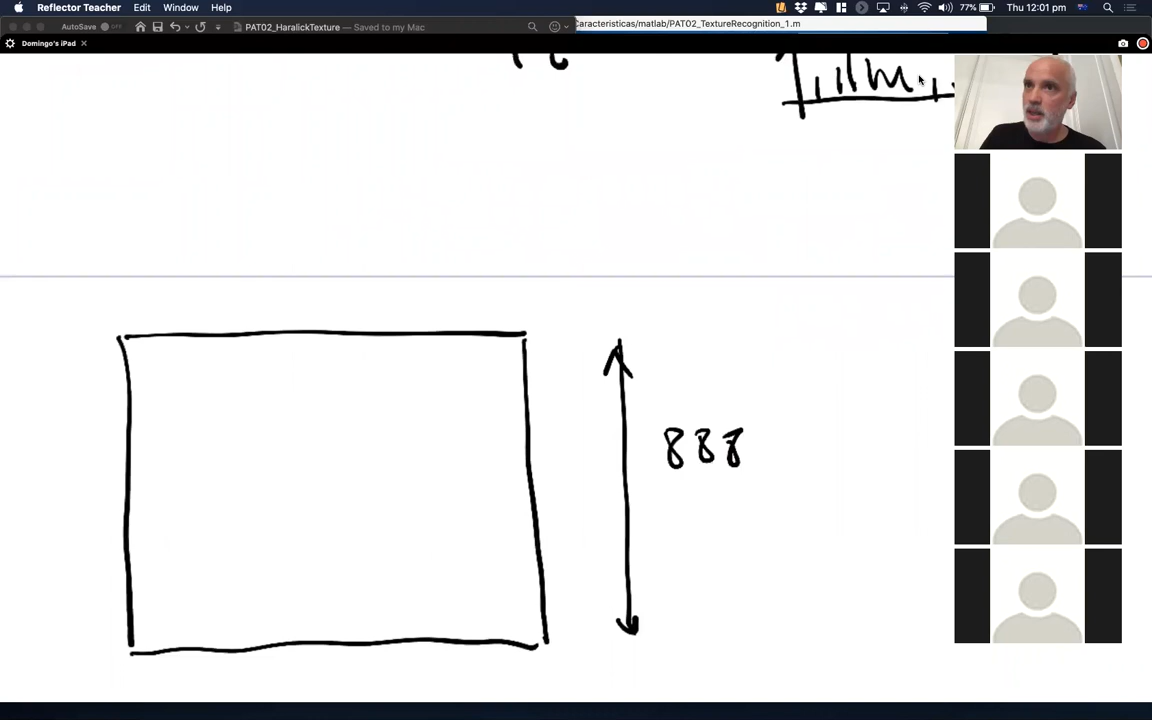 Reflector Teacher Edit Window Help 77% Thu 12:01 pm
AutoSave OFF PAT02_HaralickTexture — Saved to my Mac
Caracteristicas/matlab/PAT02_TextureRecognition_1.m
Domingo's iPad
888